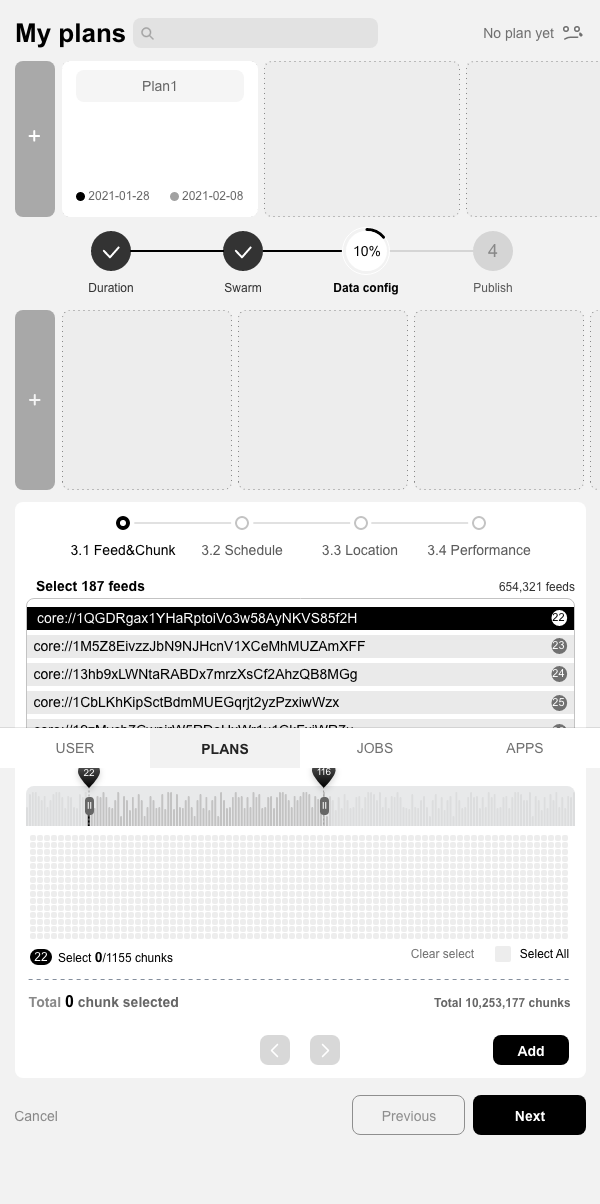 My plans
No plan yet
+
Plan1
2021-01-28
2021-02-08
10%
4
Duration
Swarm
Data config
Publish
+
3.1 Feed&Chunk
3.2 Schedule
3.3 Location
3.4 Performance
Select 187 feeds
654,321 feeds
core://1QGDRgax1YHaRptoiVo3w58AyNKVS85f2H
22
core://1M5Z8EivzzJbN9NJHcnV1XCeMhMUZAmXFF
23
core://13hb9xLWNtaRABDx7mrzXsCf2AhzQB8MGg
24
core://1CbLKhKipSctBdmMUEGqrjt2yzPzxiwWzx
25
USER
PLANS
JOBS
APPS
22
116
22 Select 0/1155 chunks
Clear select
Select All
Total 0 chunk selected
Total 10,253,177 chunks
Add
Cancel
Previous
Next